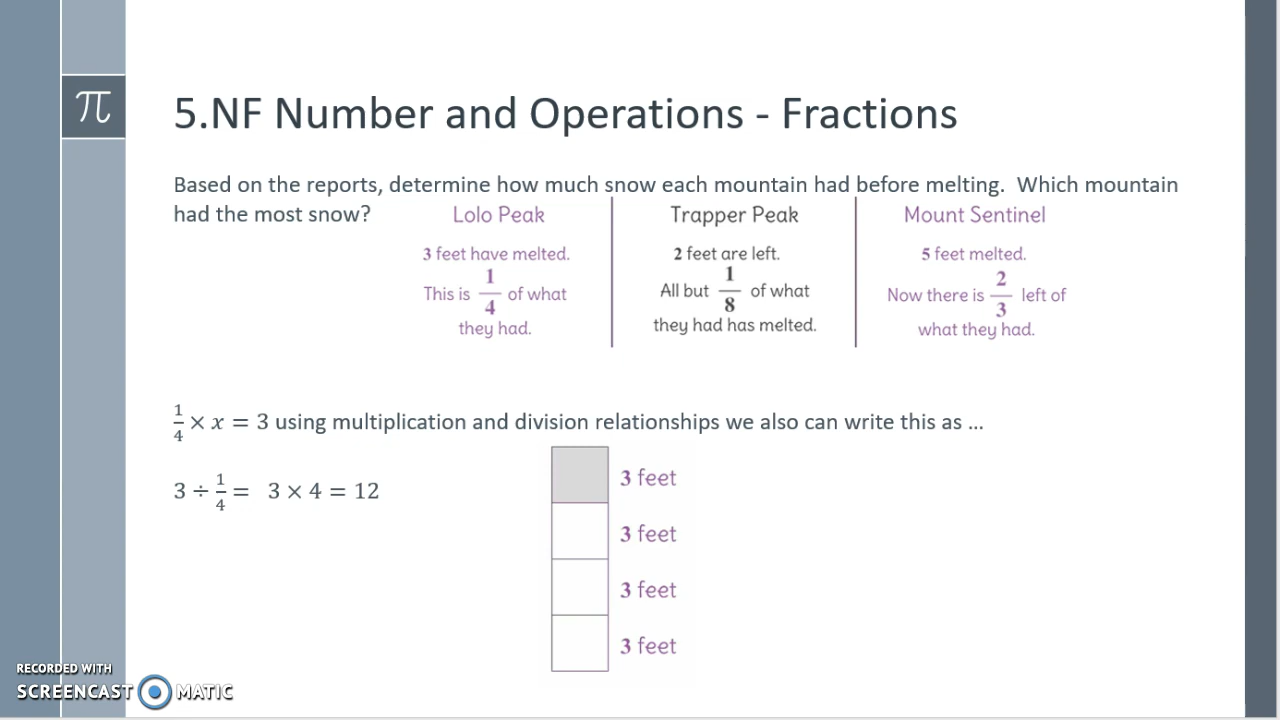 π
5.NF Number and Operations - Fractions
Based on the reports, determine how much snow each mountain had before melting. Which mountain
had the most snow?
Lolo Peak
3 feet have melted.
This is 1/4 of what
they had.
Trapper Peak
2 feet are left.
All but 1/8 of what
they had has melted.
Mount Sentinel
5 feet melted.
Now there is 2/3 left of
what they had.
1/4 × x = 3 using multiplication and division relationships we also can write this as …
3 ÷ 1/4 = 3 × 4 = 12
3 feet
3 feet
3 feet
3 feet
RECORDED WITH
SCREENCAST MATIC